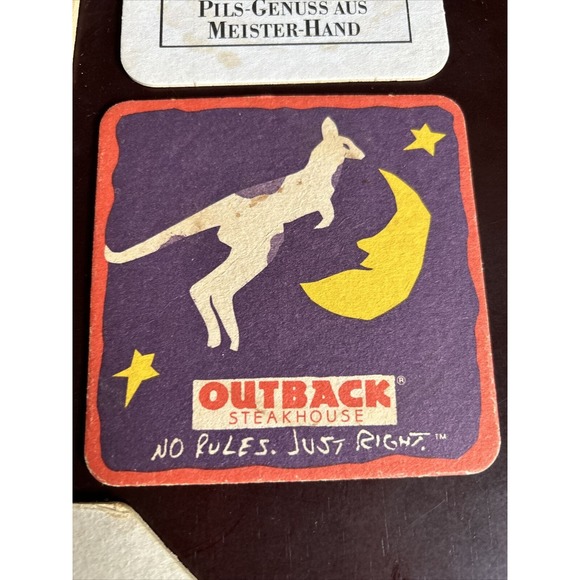 PILS-GENUSS AUS
MEISTER-HAND
OUTBACK®
STEAKHOUSE
NO RULES. JUST RIGHT.™